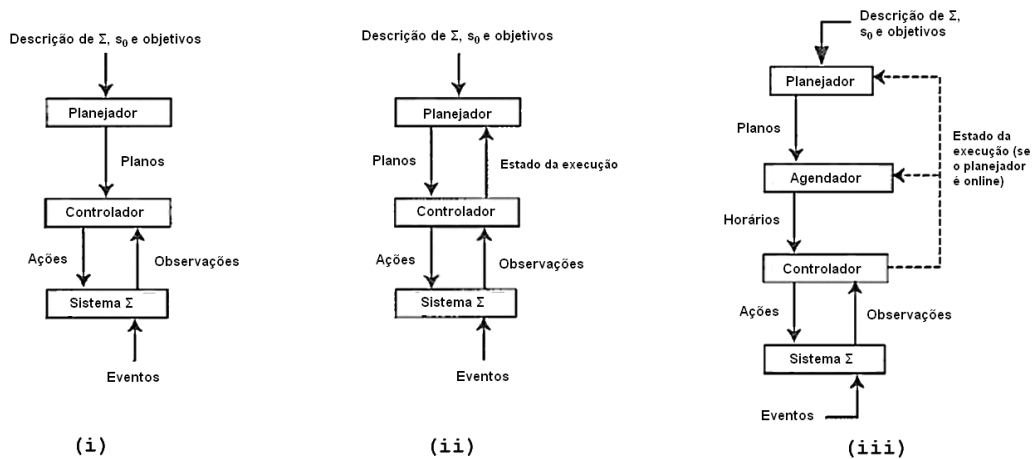 Descrição de Σ, s0 e objetivos
Planejador
Planos
Controlador
Ações
Observações
Sistema Σ
Eventos
(i)
Descrição de Σ, s0 e objetivos
Planejador
Planos
Estado da execução
Controlador
Ações
Observações
Sistema Σ
Eventos
(ii)
Descrição de Σ,
s0 e objetivos
Planejador
Planos
Estado da
execução (se
o planejador
é online)
Agendador
Horários
Controlador
Ações
Observações
Sistema Σ
Eventos
(iii)